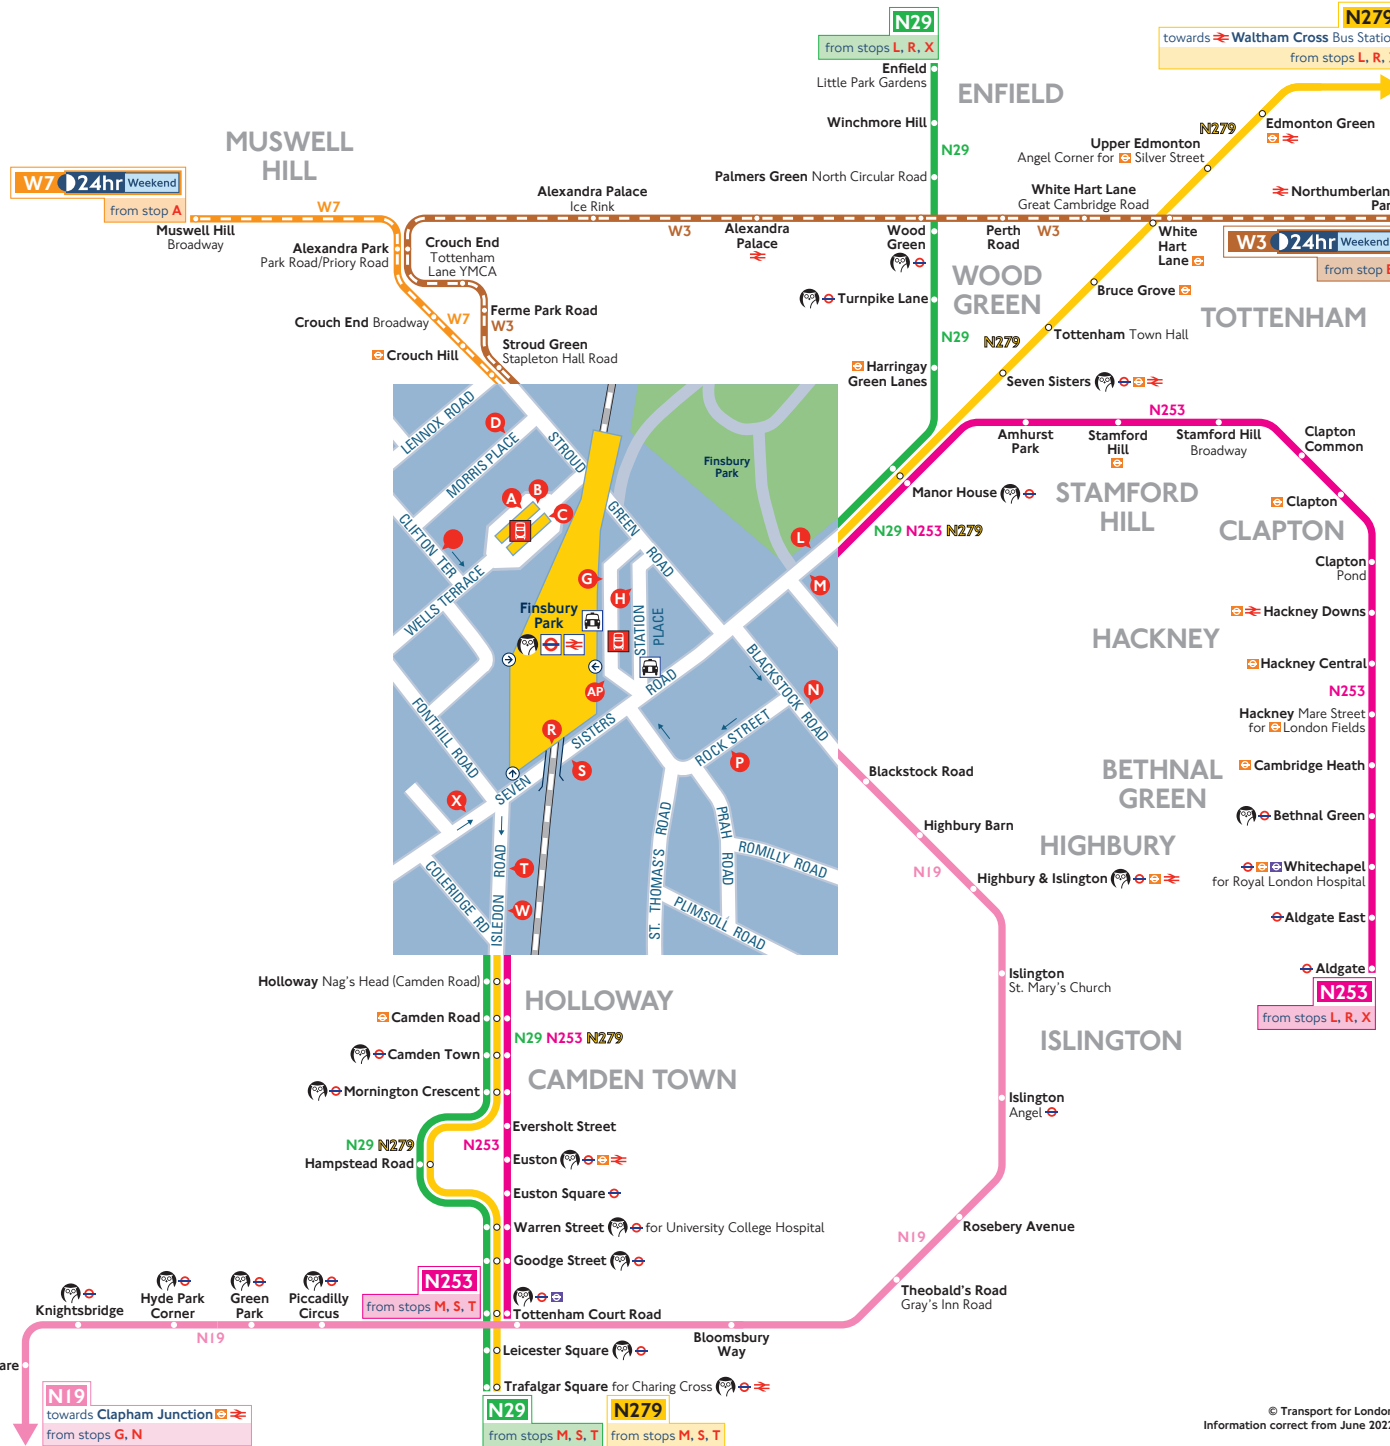 N29
from stops L, R, X
Enfield
Little Park Gardens
ENFIELD
N279
towards Waltham Cross Bus Statio
from stops L, R,
Winchmore Hill
N29
Palmers Green North Circular Road
N279
Edmonton Green
Upper Edmonton
Angel Corner for Silver Street
MUSWELL
HILL
W7 24hr Weekend
from stop A
W7
Muswell Hill
Broadway
Alexandra Park
Park Road/Priory Road
Crouch End
Tottenham
Lane YMCA
Alexandra Palace
Ice Rink
W3
Alexandra
Palace
Wood
Green
Perth
Road
W3
White Hart Lane
Great Cambridge Road
White
Hart
Lane
Northumberlan
Par
W3 24hr Weekend
from stop
WOOD
GREEN
Turnpike Lane
Bruce Grove
TOTTENHAM
Crouch End Broadway
W7
Ferme Park Road
W3
Crouch Hill
Stroud Green
Stapleton Hall Road
N29
N279
Tottenham Town Hall
Harringay
Green Lanes
Seven Sisters
N253
Amhurst
Park
Stamford
Hill
Stamford Hill
Broadway
Clapton
Common
Manor House
STAMFORD
HILL
Clapton
CLAPTON
N29 N253 N279
Clapton
Pond
Hackney Downs
HACKNEY
Hackney Central
N253
Hackney Mare Street
for London Fields
BETHNAL
GREEN
Cambridge Heath
Bethnal Green
Whitechapel
for Royal London Hospital
Aldgate East
Aldgate
N253
from stops L, R, X
LENNOX ROAD
D
MORRIS PLACE
STROUD
GREEN
ROAD
A
B
C
CLIFTON TER
WELLS TERRACE
Finsbury
Park
L
M
G
H
Finsbury
Park
STATION
PLACE
AP
FONTHILL ROAD
R
S
SEVEN
SISTERS
ROAD
BLACKSTOCK ROAD
N
ROCK STREET
P
X
COLERIDGE RD
ISLEDON ROAD
T
W
ST. THOMAS'S ROAD
PRAH ROAD
ROMILLY ROAD
PLIMSOLL ROAD
Blackstock Road
Highbury Barn
HIGHBURY
N19
Highbury & Islington
Islington
St. Mary's Church
ISLINGTON
Islington
Angel
Rosebery Avenue
N19
Theobald's Road
Gray's Inn Road
Holloway Nag's Head (Camden Road)
HOLLOWAY
Camden Road
N29 N253 N279
Camden Town
CAMDEN TOWN
Mornington Crescent
Eversholt Street
N29 N279
N253
Hampstead Road
Euston
Euston Square
Warren Street for University College Hospital
Goodge Street
N253
from stops M, S, T
Tottenham Court Road
Bloomsbury
Way
Knightsbridge
Hyde Park
Corner
Green
Park
Piccadilly
Circus
N19
Leicester Square
are
Trafalgar Square for Charing Cross
N19
towards Clapham Junction
from stops G, N
N29
from stops M, S, T
N279
from stops M, S, T
© Transport for London
Information correct from June 202